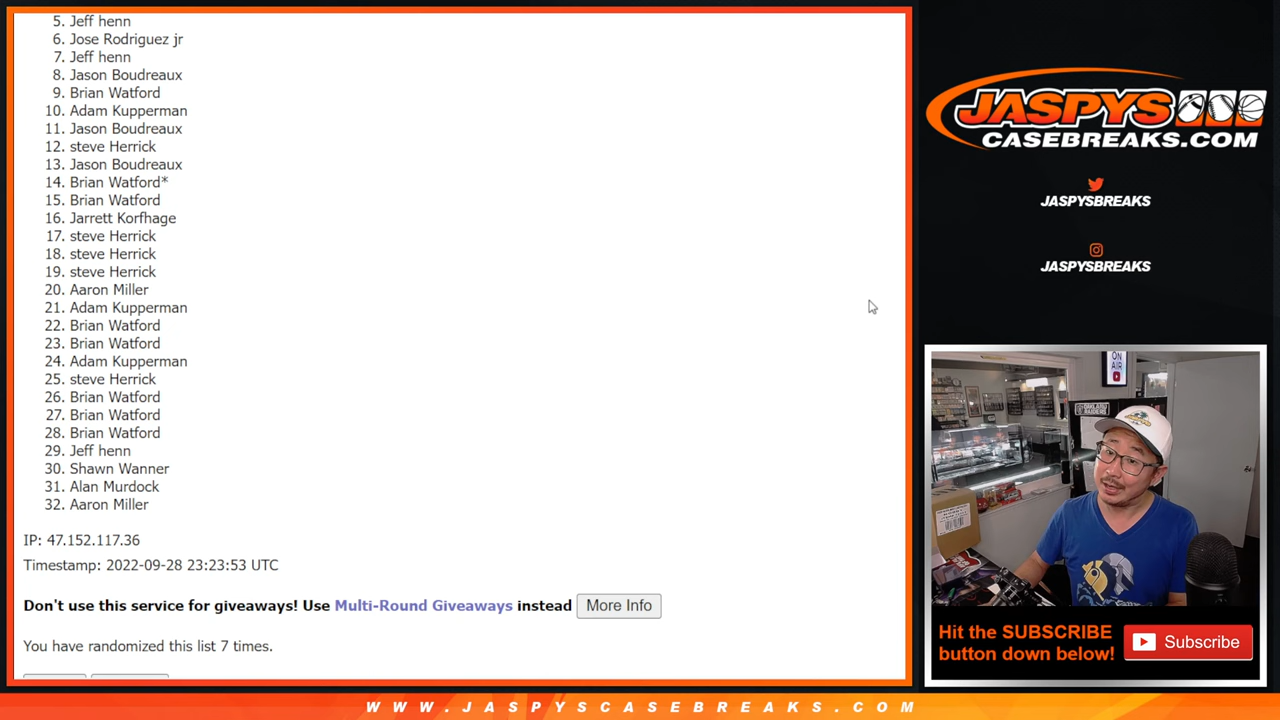 5. Jeff henn
6. Jose Rodriguez jr
7. Jeff henn
8. Jason Boudreaux
9. Brian Watford
10. Adam Kupperman
11. Jason Boudreaux
12. steve Herrick
13. Jason Boudreaux
14. Brian Watford*
15. Brian Watford
16. Jarrett Korfhage
17. steve Herrick
18. steve Herrick
19. steve Herrick
20. Aaron Miller
21. Adam Kupperman
22. Brian Watford
23. Brian Watford
24. Adam Kupperman
25. steve Herrick
26. Brian Watford
27. Brian Watford
28. Brian Watford
29. Jeff henn
30. Shawn Wanner
31. Alan Murdock
32. Aaron Miller
IP: 47.152.117.36
Timestamp: 2022-09-28 23:23:53 UTC
Don't use this service for giveaways! Use Multi-Round Giveaways instead More Info
You have randomized this list 7 times.
JASPYS
CASEBREAKS.COM
JASPYSBREAKS
JASPYSBREAKS
ON
AIR
Hit the SUBSCRIBE
button down below!
Subscribe
WWW.JASPYSCASEBREAKS.COM